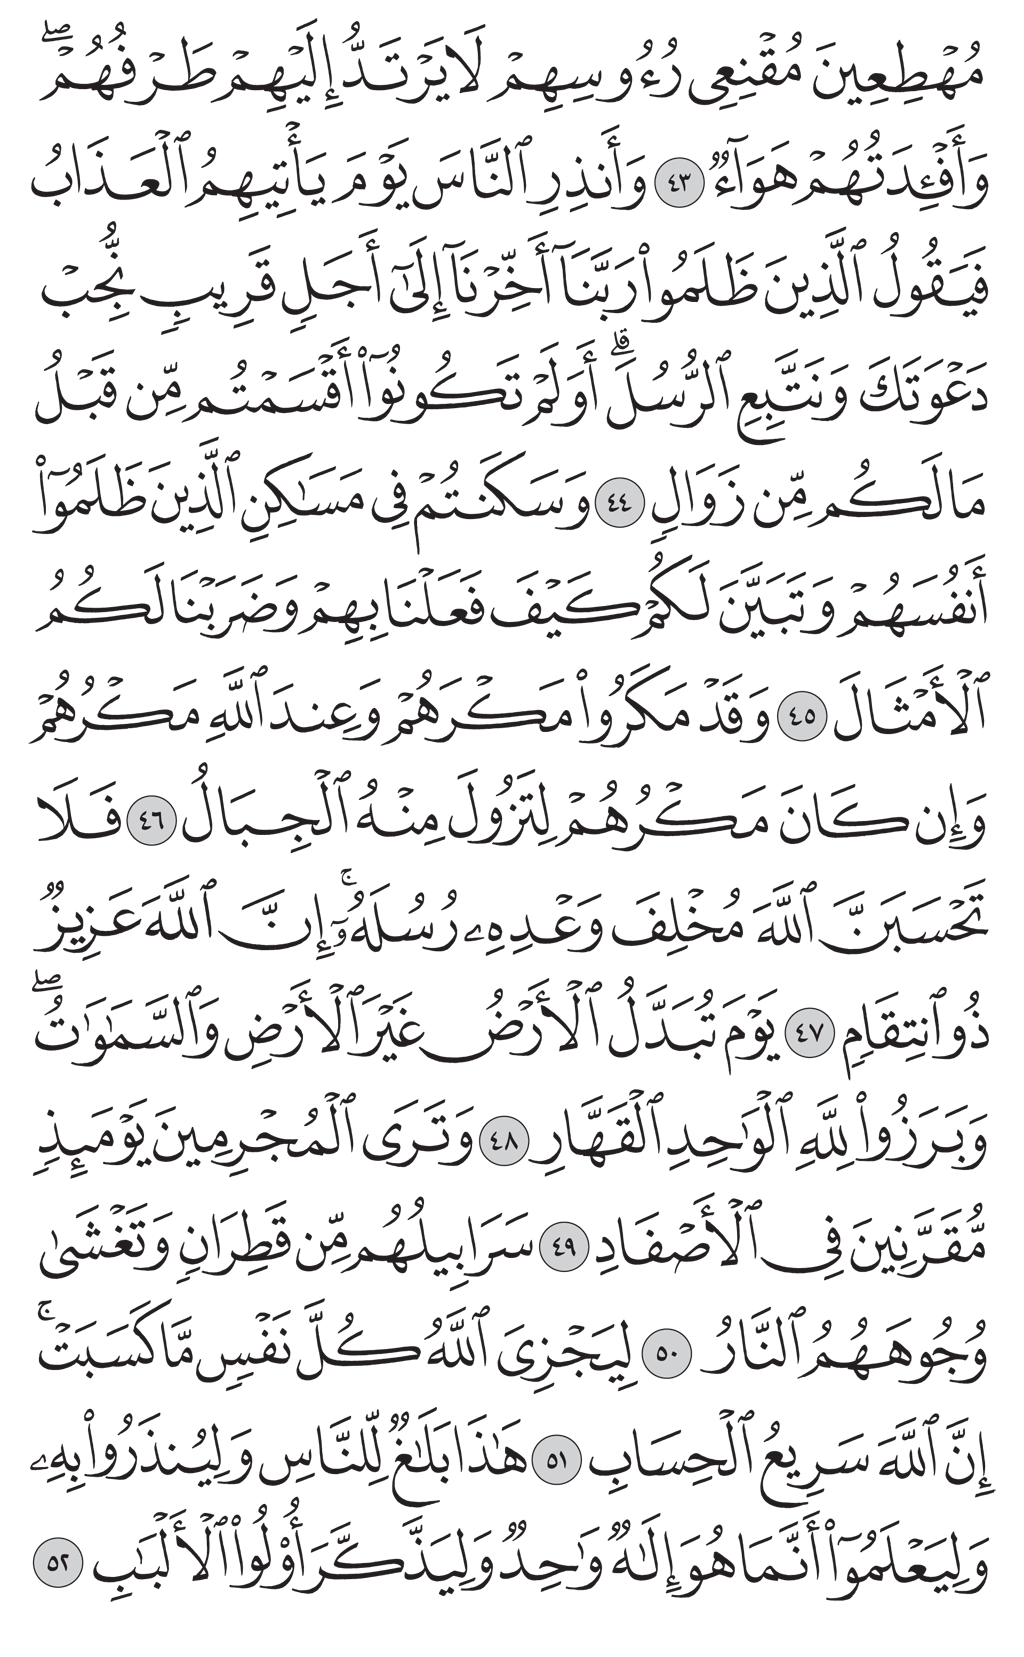 مُهۡطِعِينَ مُقۡنِعِي رُءُوسِهِمۡ لَا يَرۡتَدُّ إِلَيۡهِمۡ طَرۡفُهُمۡۖ
وَأَفۡـِٔدَتُهُمۡ هَوَآءٞ ٤٣ وَأَنذِرِ ٱلنَّاسَ يَوۡمَ يَأۡتِيهِمُ ٱلۡعَذَابُ
فَيَقُولُ ٱلَّذِينَ ظَلَمُواْ رَبَّنَآ أَخِّرۡنَآ إِلَىٰٓ أَجَلٖ قَرِيبٖ نُّجِبۡ
دَعۡوَتَكَ وَنَتَّبِعِ ٱلرُّسُلَۗ أَوَلَمۡ تَكُونُوٓاْ أَقۡسَمۡتُم مِّن قَبۡلُ
مَا لَكُم مِّن زَوَالٖ ٤٤ وَسَكَنتُمۡ فِي مَسَٰكِنِ ٱلَّذِينَ ظَلَمُوٓاْ
أَنفُسَهُمۡ وَتَبَيَّنَ لَكُمۡ كَيۡفَ فَعَلۡنَا بِهِمۡ وَضَرَبۡنَا لَكُمُ
ٱلۡأَمۡثَالَ ٤٥ وَقَدۡ مَكَرُواْ مَكۡرَهُمۡ وَعِندَ ٱللَّهِ مَكۡرُهُمۡ
وَإِن كَانَ مَكۡرُهُمۡ لِتَزُولَ مِنۡهُ ٱلۡجِبَالُ ٤٦ فَلَا
تَحۡسَبَنَّ ٱللَّهَ مُخۡلِفَ وَعۡدِهِۦ رُسُلَهُۥٓۚ إِنَّ ٱللَّهَ عَزِيزٞ
ذُو ٱنتِقَامٖ ٤٧ يَوۡمَ تُبَدَّلُ ٱلۡأَرۡضُ غَيۡرَ ٱلۡأَرۡضِ وَٱلسَّمَٰوَٰتُۖ
وَبَرَزُواْ لِلَّهِ ٱلۡوَٰحِدِ ٱلۡقَهَّارِ ٤٨ وَتَرَى ٱلۡمُجۡرِمِينَ يَوۡمَئِذٖ
مُّقَرَّنِينَ فِي ٱلۡأَصۡفَادِ ٤٩ سَرَابِيلُهُم مِّن قَطِرَانٖ وَتَغۡشَىٰ
وُجُوهَهُمُ ٱلنَّارُ ٥٠ لِيَجۡزِيَ ٱللَّهُ كُلَّ نَفۡسٖ مَّا كَسَبَتۡۚ
إِنَّ ٱللَّهَ سَرِيعُ ٱلۡحِسَابِ ٥١ هَٰذَا بَلَٰغٞ لِّلنَّاسِ وَلِيُنذَرُواْ بِهِۦ
وَلِيَعۡلَمُوٓاْ أَنَّمَا هُوَ إِلَٰهٞ وَٰحِدٞ وَلِيَذَّكَّرَ أُوْلُواْ ٱلۡأَلۡبَٰبِ ٥٢